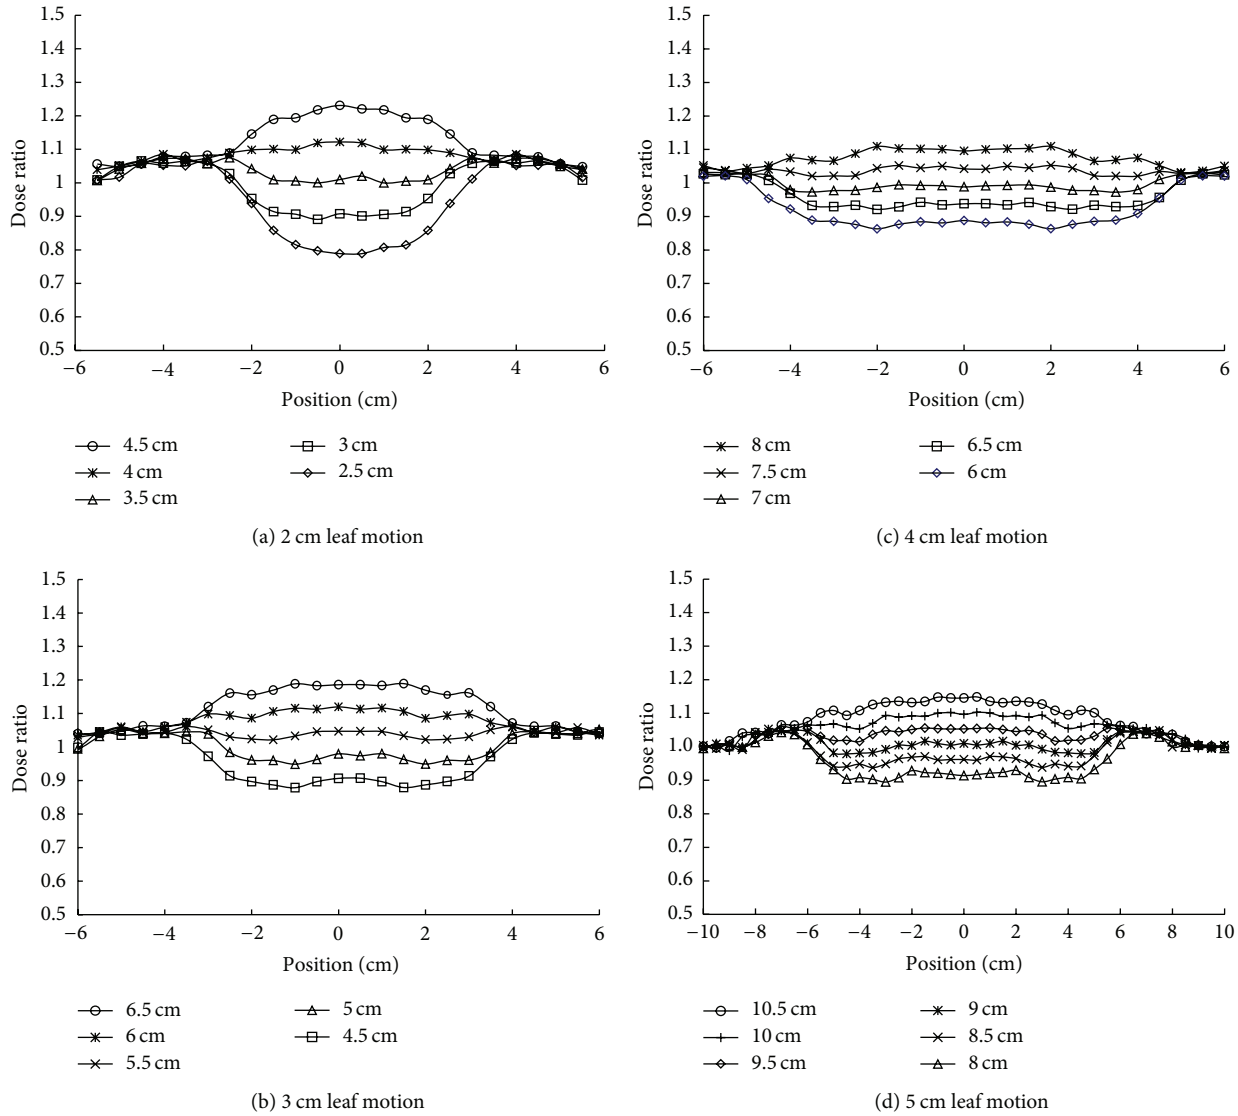 1.5
1.4
1.3
1.2
1.1
1
0.9
0.8
0.7
0.6
0.5
Dose ratio
−6 −4 −2 0 2 4 6
Position (cm)
4.5 cm 3 cm
4 cm 2.5 cm
3.5 cm
(a) 2 cm leaf motion
1.5
1.4
1.3
1.2
1.1
1
0.9
0.8
0.7
0.6
0.5
Dose ratio
−6 −4 −2 0 2 4 6
Position (cm)
8 cm 6.5 cm
7.5 cm 6 cm
7 cm
(c) 4 cm leaf motion
1.5
1.4
1.3
1.2
1.1
1
0.9
0.8
0.7
0.6
0.5
Dose ratio
−6 −4 −2 0 2 4 6
Position (cm)
6.5 cm 5 cm
6 cm 4.5 cm
5.5 cm
(b) 3 cm leaf motion
1.5
1.4
1.3
1.2
1.1
1.0
0.9
0.8
0.7
0.6
0.5
Dose ratio
−10 −8 −6 −4 −2 0 2 4 6 8 10
Position (cm)
10.5 cm 9 cm
10 cm 8.5 cm
9.5 cm 8 cm
(d) 5 cm leaf motion